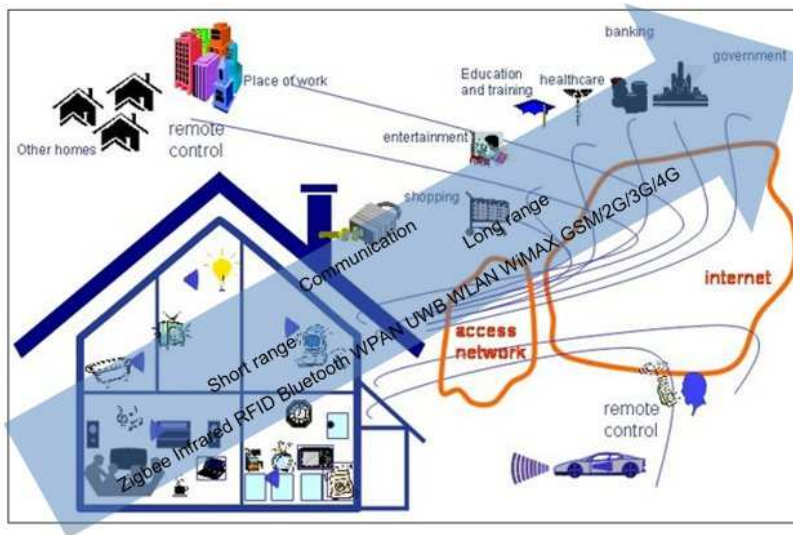 banking
government
Education
and training
healthcare
Place of work
remote
control
Other homes
entertainment
shopping
Long range
Communication
Short range
Zigbee Infrared RFID Bluetooth WPAN UWB WLAN WiMAX GSM/2G/3G/4G
internet
access
network
remote
control